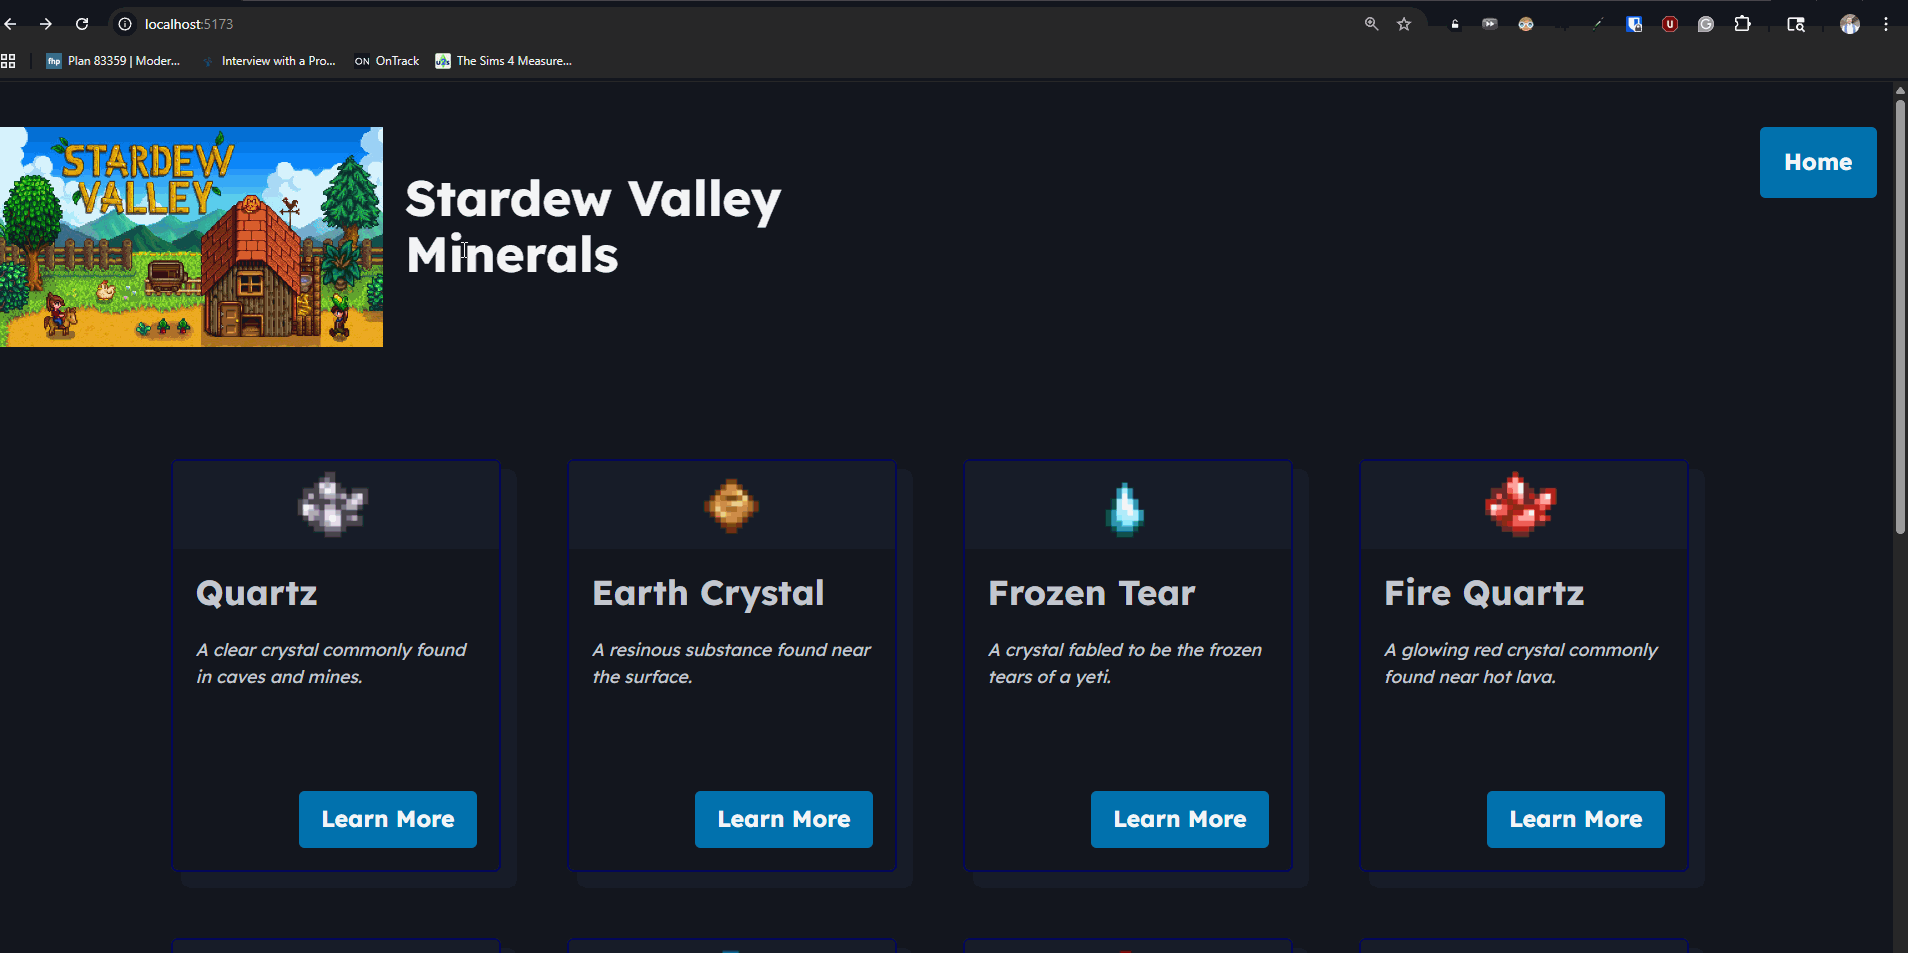 localhost:5173
fhp Plan 83359 | Moder... Interview with a Pro... ON OnTrack u2s The Sims 4 Measure...
STARDEW
VALLEY
Stardew Valley
Minerals
Home
Quartz
A clear crystal commonly found
in caves and mines.
Learn More
Earth Crystal
A resinous substance found near
the surface.
Learn More
Frozen Tear
A crystal fabled to be the frozen
tears of a yeti.
Learn More
Fire Quartz
A glowing red crystal commonly
found near hot lava.
Learn More